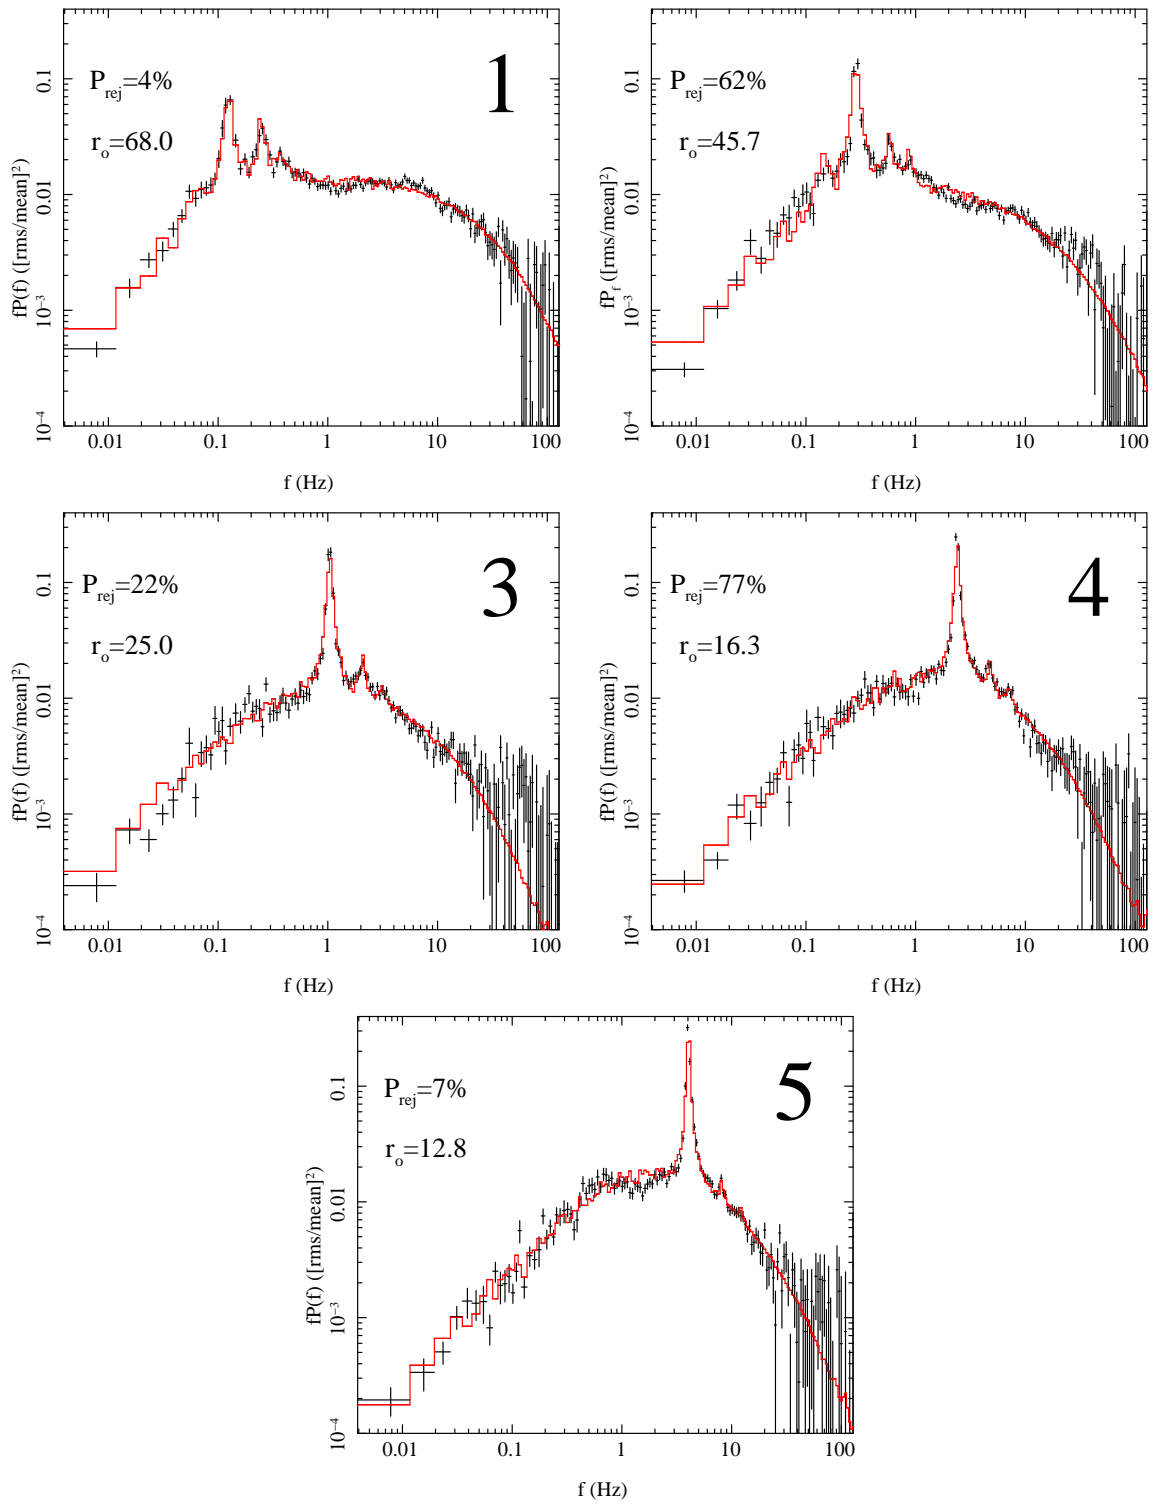 1
P_rej=4%
r_o=68.0
0.1
0.01
10⁻³
10⁻⁴
fP(f) ([rms/mean]²)
0.01 0.1 1 10 100
f (Hz)
P_rej=62%
r_o=45.7
0.1
0.01
10⁻³
10⁻⁴
fP_f ([rms/mean]²)
0.01 0.1 1 10 100
f (Hz)
3
P_rej=22%
r_o=25.0
0.1
0.01
10⁻³
10⁻⁴
fP(f) ([rms/mean]²)
0.01 0.1 1 10 100
f (Hz)
4
P_rej=77%
r_o=16.3
0.1
0.01
10⁻³
10⁻⁴
fP(f) ([rms/mean]²)
0.01 0.1 1 10 100
f (Hz)
5
P_rej=7%
r_o=12.8
0.1
0.01
10⁻³
10⁻⁴
fP(f) ([rms/mean]²)
0.01 0.1 1 10 100
f (Hz)